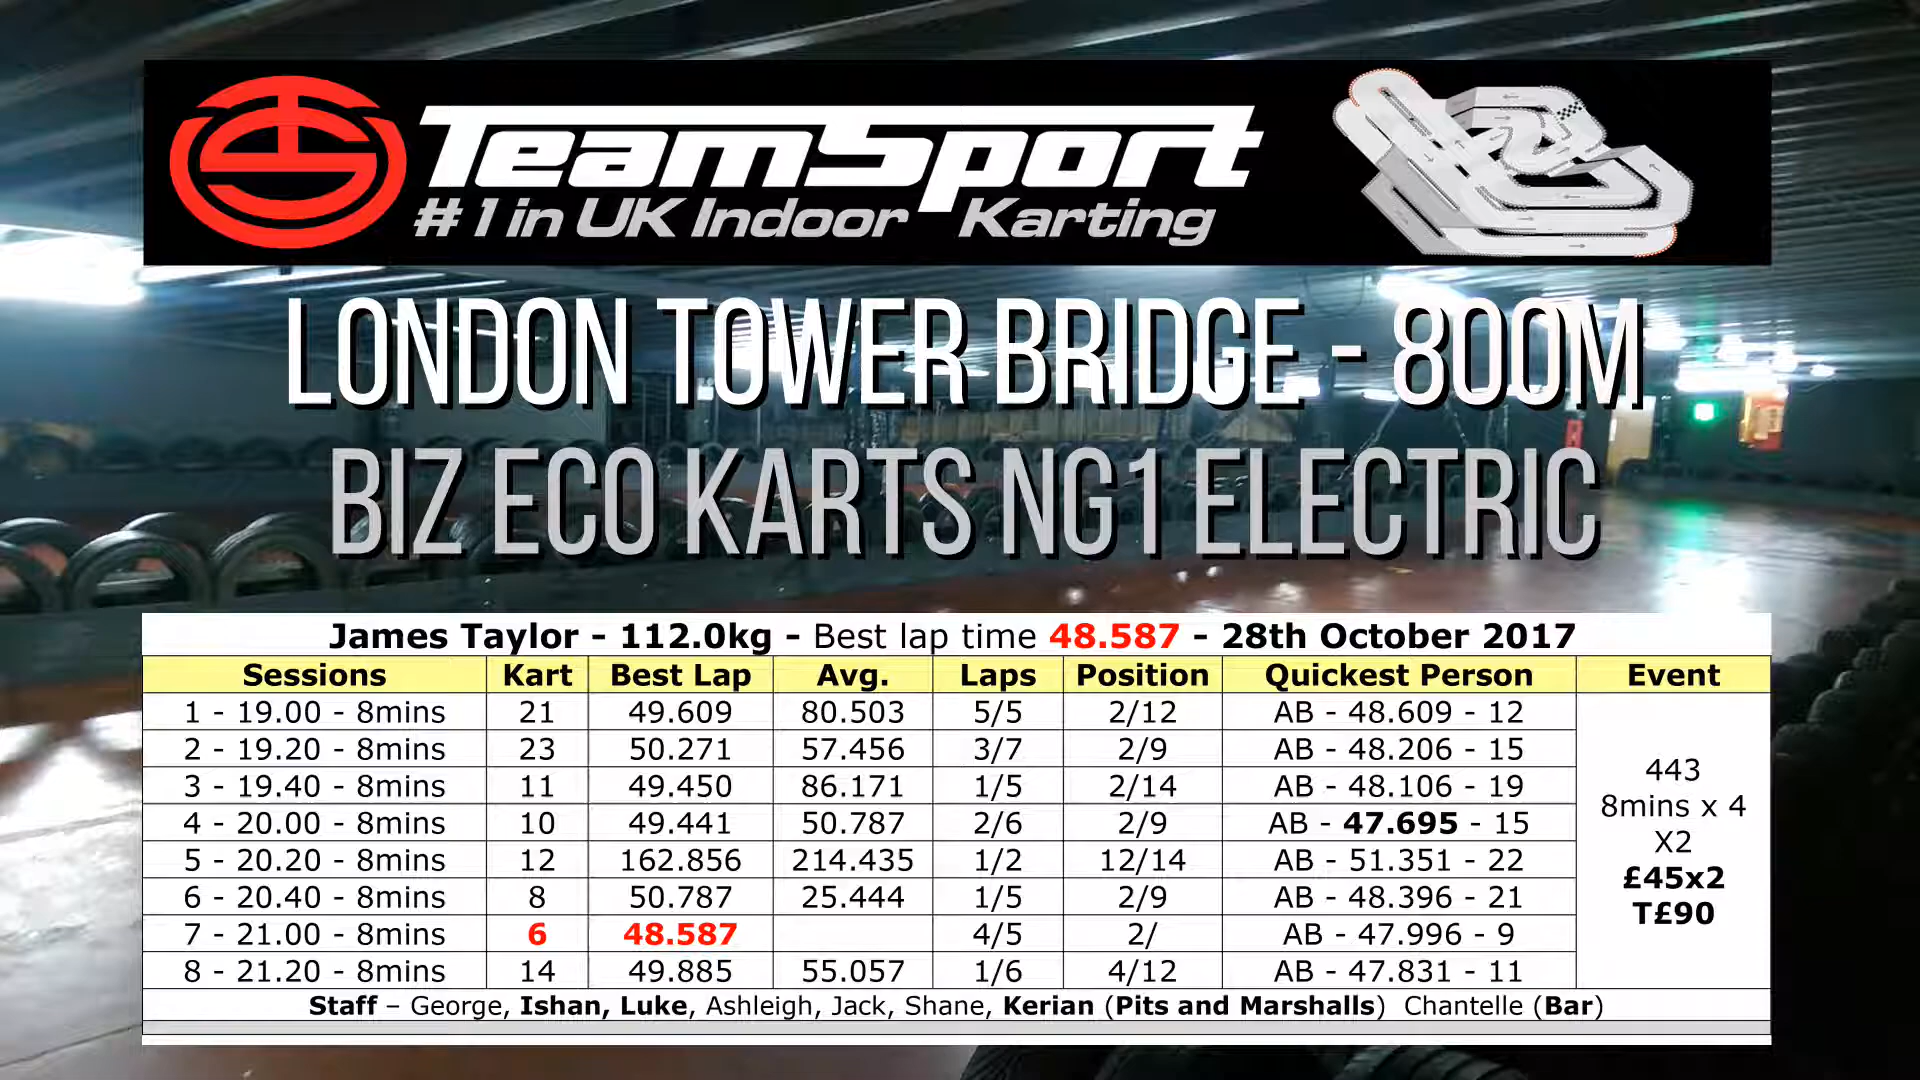 TeamSport
#1 in UK Indoor Karting
LONDON TOWER BRIDGE - 800M
BIZ ECO KARTS NG1 ELECTRIC
James Taylor - 112.0kg - Best lap time 48.587 - 28th October 2017
Sessions Kart Best Lap Avg. Laps Position Quickest Person Event
1 - 19.00 - 8mins 21 49.609 80.503 5/5 2/12 AB - 48.609 - 12
2 - 19.20 - 8mins 23 50.271 57.456 3/7 2/9 AB - 48.206 - 15
3 - 19.40 - 8mins 11 49.450 86.171 1/5 2/14 AB - 48.106 - 19
4 - 20.00 - 8mins 10 49.441 50.787 2/6 2/9 AB - 47.695 - 15
5 - 20.20 - 8mins 12 162.856 214.435 1/2 12/14 AB - 51.351 - 22
6 - 20.40 - 8mins 8 50.787 25.444 1/5 2/9 AB - 48.396 - 21
7 - 21.00 - 8mins 6 48.587 4/5 2/ AB - 47.996 - 9
8 - 21.20 - 8mins 14 49.885 55.057 1/6 4/12 AB - 47.831 - 11
443
8mins x 4
X2
£45x2
T£90
Staff – George, Ishan, Luke, Ashleigh, Jack, Shane, Kerian (Pits and Marshalls) Chantelle (Bar)